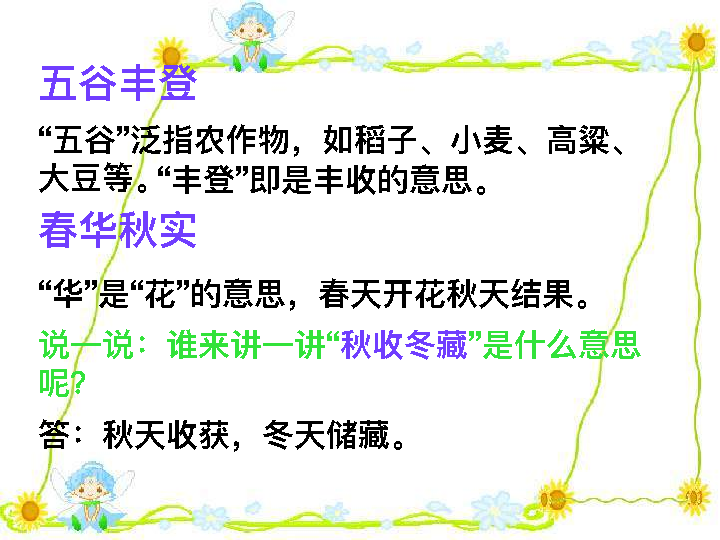 五谷丰登
“五谷”泛指农作物，如稻子、小麦、高粱、
大豆等。“丰登”即是丰收的意思。
春华秋实
“华”是“花”的意思，春天开花秋天结果。
说一说：谁来讲一讲“秋收冬藏”是什么意思
呢？
答：秋天收获，冬天储藏。